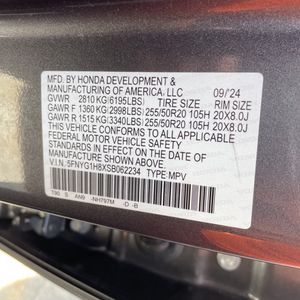 MFD. BY HONDA DEVELOPMENT &
MANUFACTURING OF AMERICA, LLC 09/'24
GVWR 2810 KG(6195LBS) TIRE SIZE RIM SIZE
GAWR F 1360 KG(2998LBS) 255/50R20 105H 20X8.0J
GAWR R 1515 KG(3340LBS) 255/50R20 105H 20X8.0J
THIS VEHICLE CONFORMS TO ALL APPLICABLE
FEDERAL MOTOR VEHICLE SAFETY STANDARDS
IN EFFECT ON THE DATE OF MANUFACTURE SHOWN ABOVE.
V.I.N.: 5FNYG1H8XSB062234 TYPE MPV
T90 S AN9 -NH797M -D -B